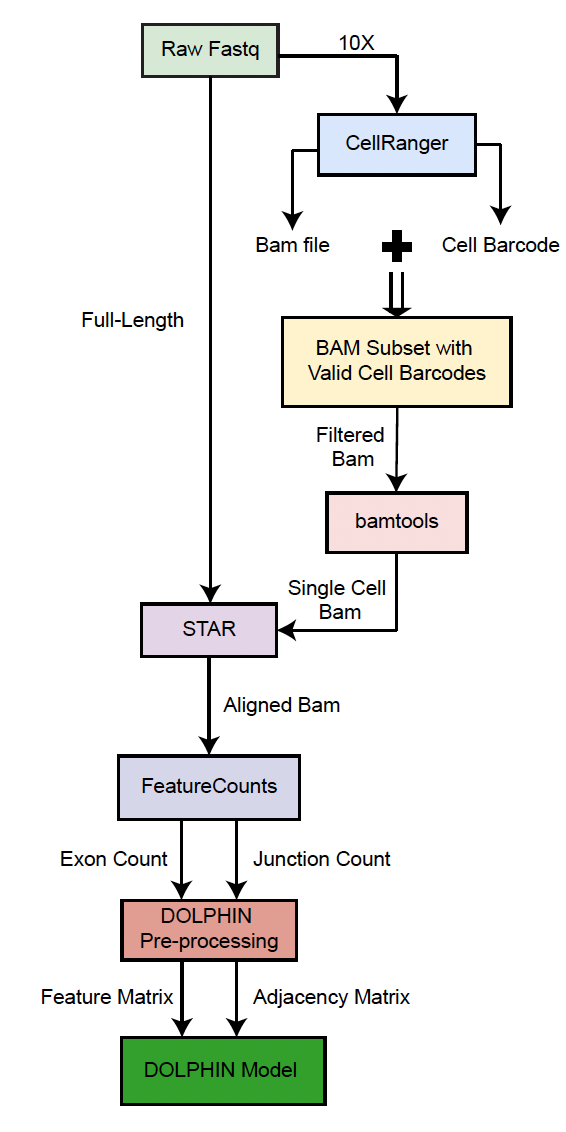 Raw Fastq
10X
CellRanger
Bam file
Cell Barcode
Full-Length
BAM Subset with
Valid Cell Barcodes
Filtered
Bam
bamtools
Single Cell
Bam
STAR
Aligned Bam
FeatureCounts
Exon Count
Junction Count
DOLPHIN
Pre-processing
Feature Matrix
Adjacency Matrix
DOLPHIN Model